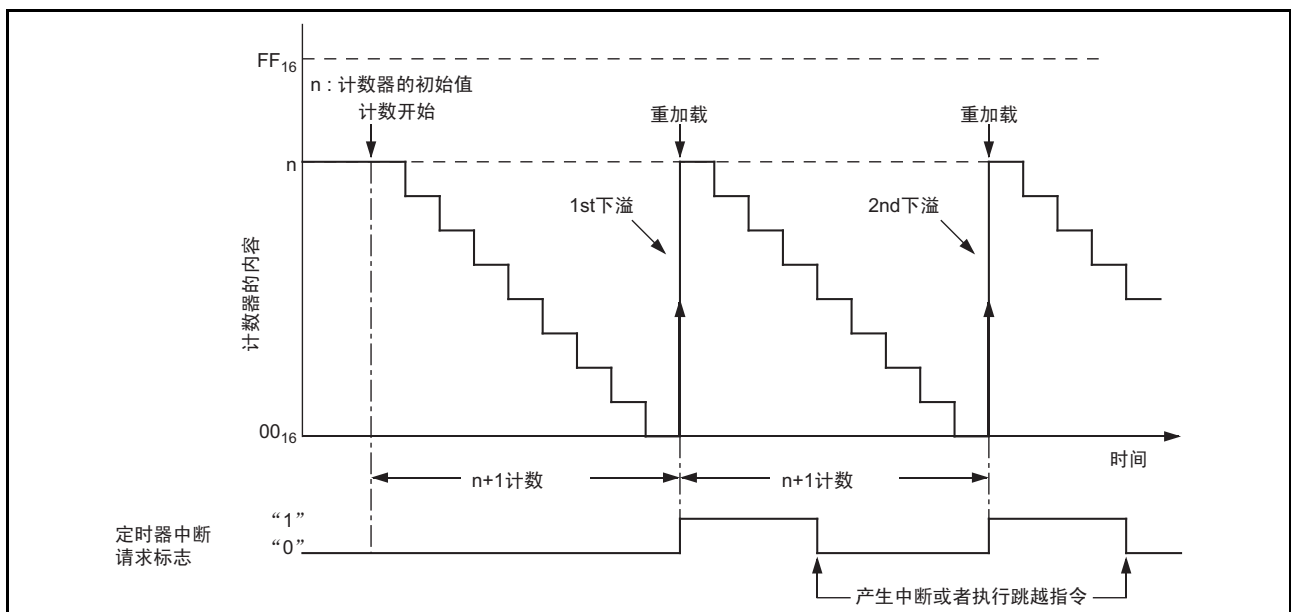 FF16
n : 计数器的初始值
计数开始
重加载
重加载
n
1st下溢
2nd下溢
计数器的内容
0016
时间
n+1计数
n+1计数
定时器中断
请求标志
“1”
“0”
产生中断或者执行跳越指令